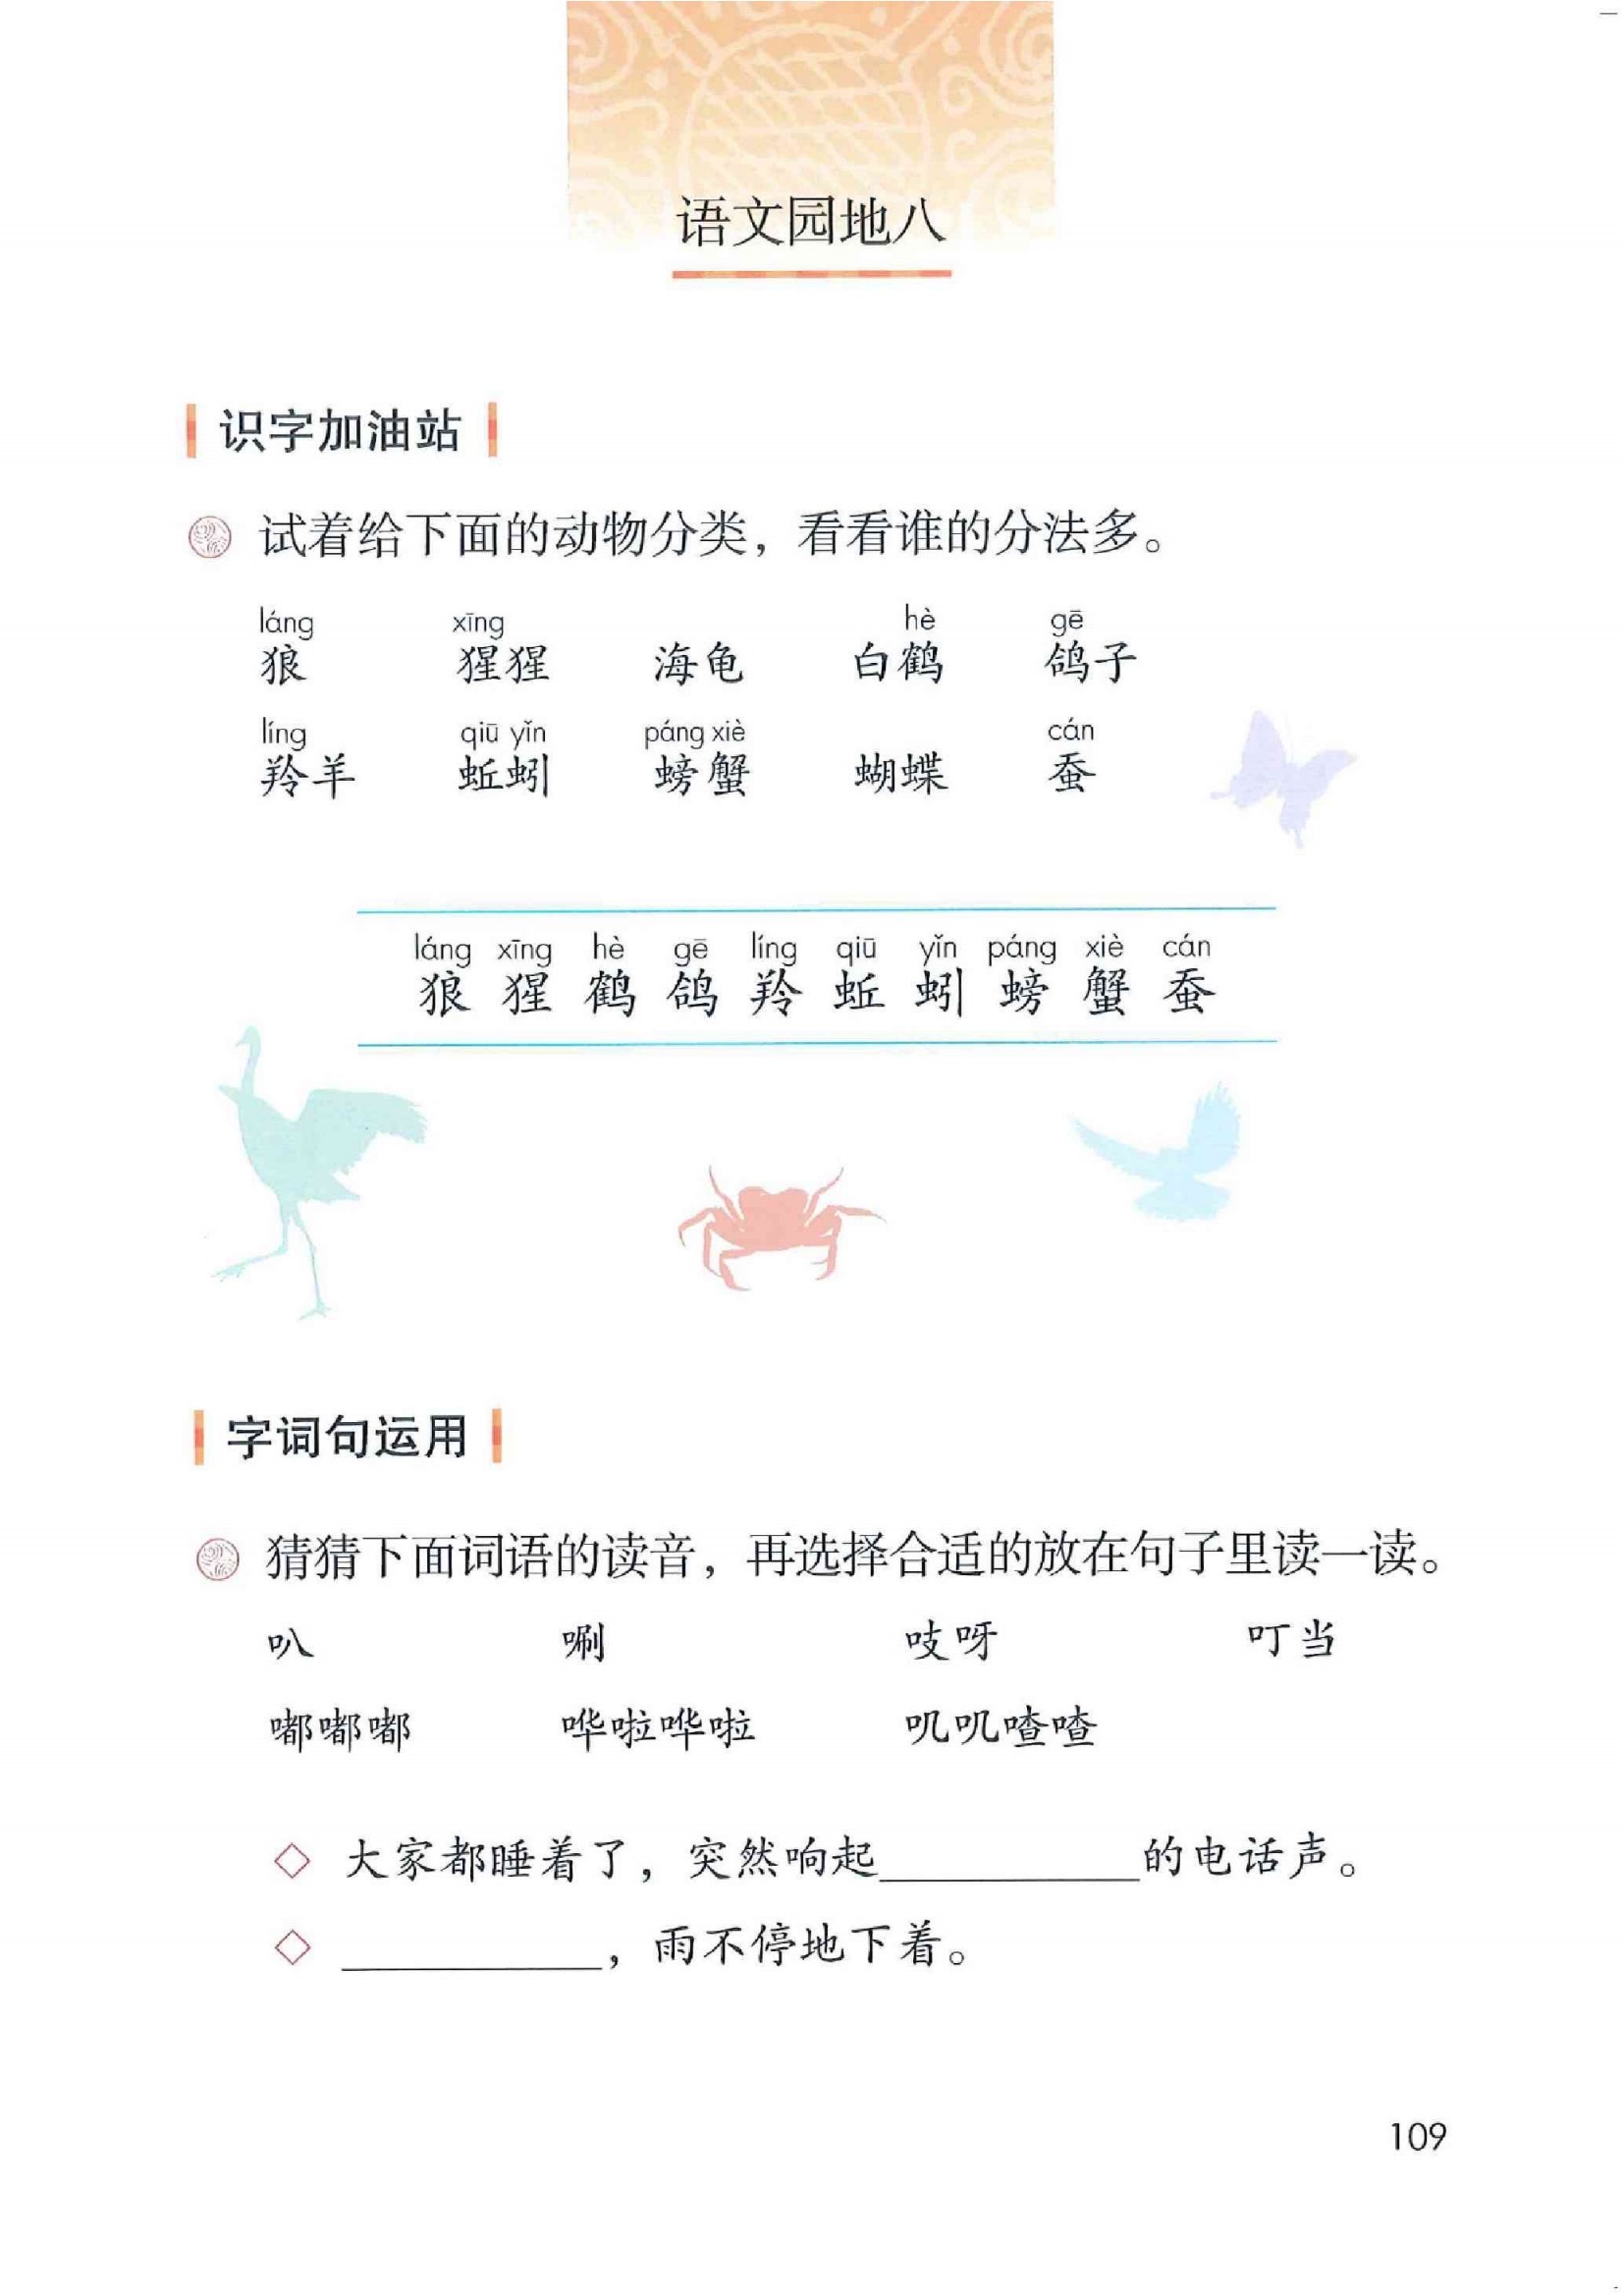 语文园地八
识字加油站
试着给下面的动物分类，看看谁的分法多。
láng xīng hè gē
狼 猩猩 海龟 白鹤 鸽子
líng qiū yǐn páng xiè cán
羚羊 蚯蚓 螃蟹 蝴蝶 蚕
láng xīng hè gē líng qiū yǐn páng xiè cán
狼 猩 鹤 鸽 羚 蚯 蚓 螃 蟹 蚕
字词句运用
猜猜下面词语的读音，再选择合适的放在句子里读一读。
叭 唰 吱呀 叮当
嘟嘟嘟 哗啦哗啦 叽叽喳喳
◇ 大家都睡着了，突然响起__________的电话声。
◇ __________，雨不停地下着。
109